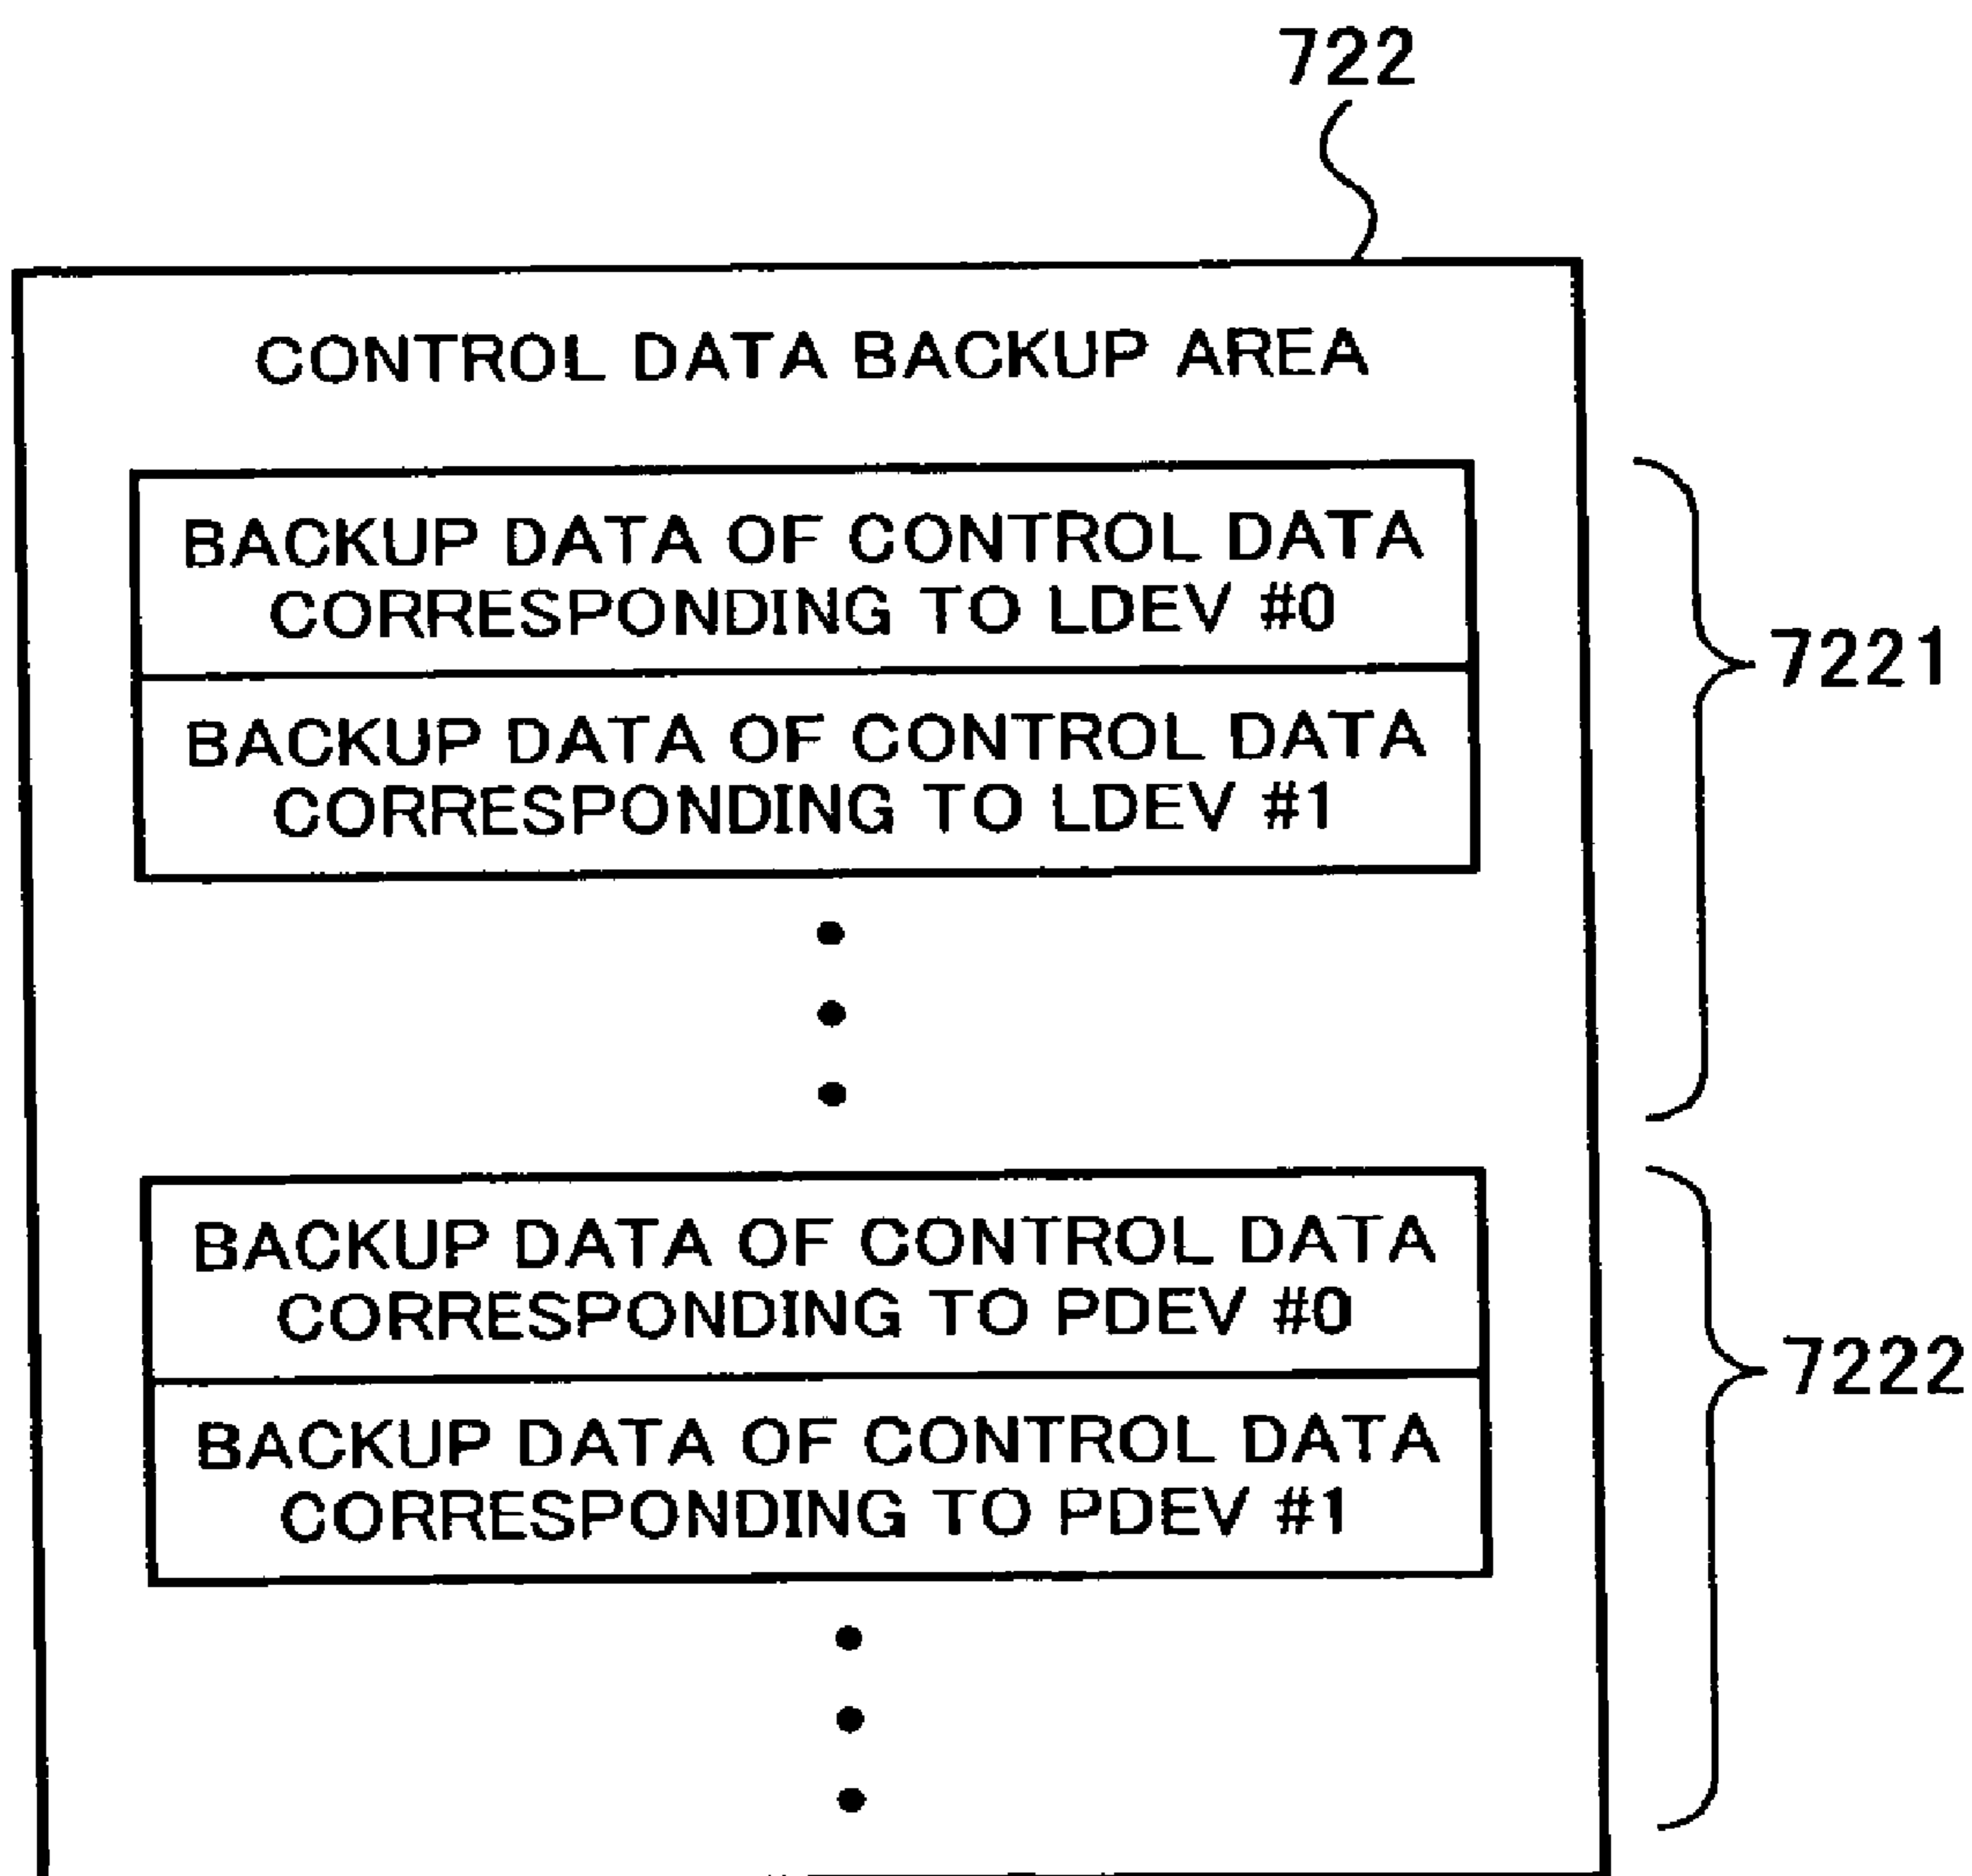 722
CONTROL DATA BACKUP AREA
BACKUP DATA OF CONTROL DATA
CORRESPONDING TO LDEV #0
7221
BACKUP DATA OF CONTROL DATA
CORRESPONDING TO LDEV #1
BACKUP DATA OF CONTROL DATA
CORRESPONDING TO PDEV #0
7222
BACKUP DATA OF CONTROL DATA
CORRESPONDING TO PDEV #1